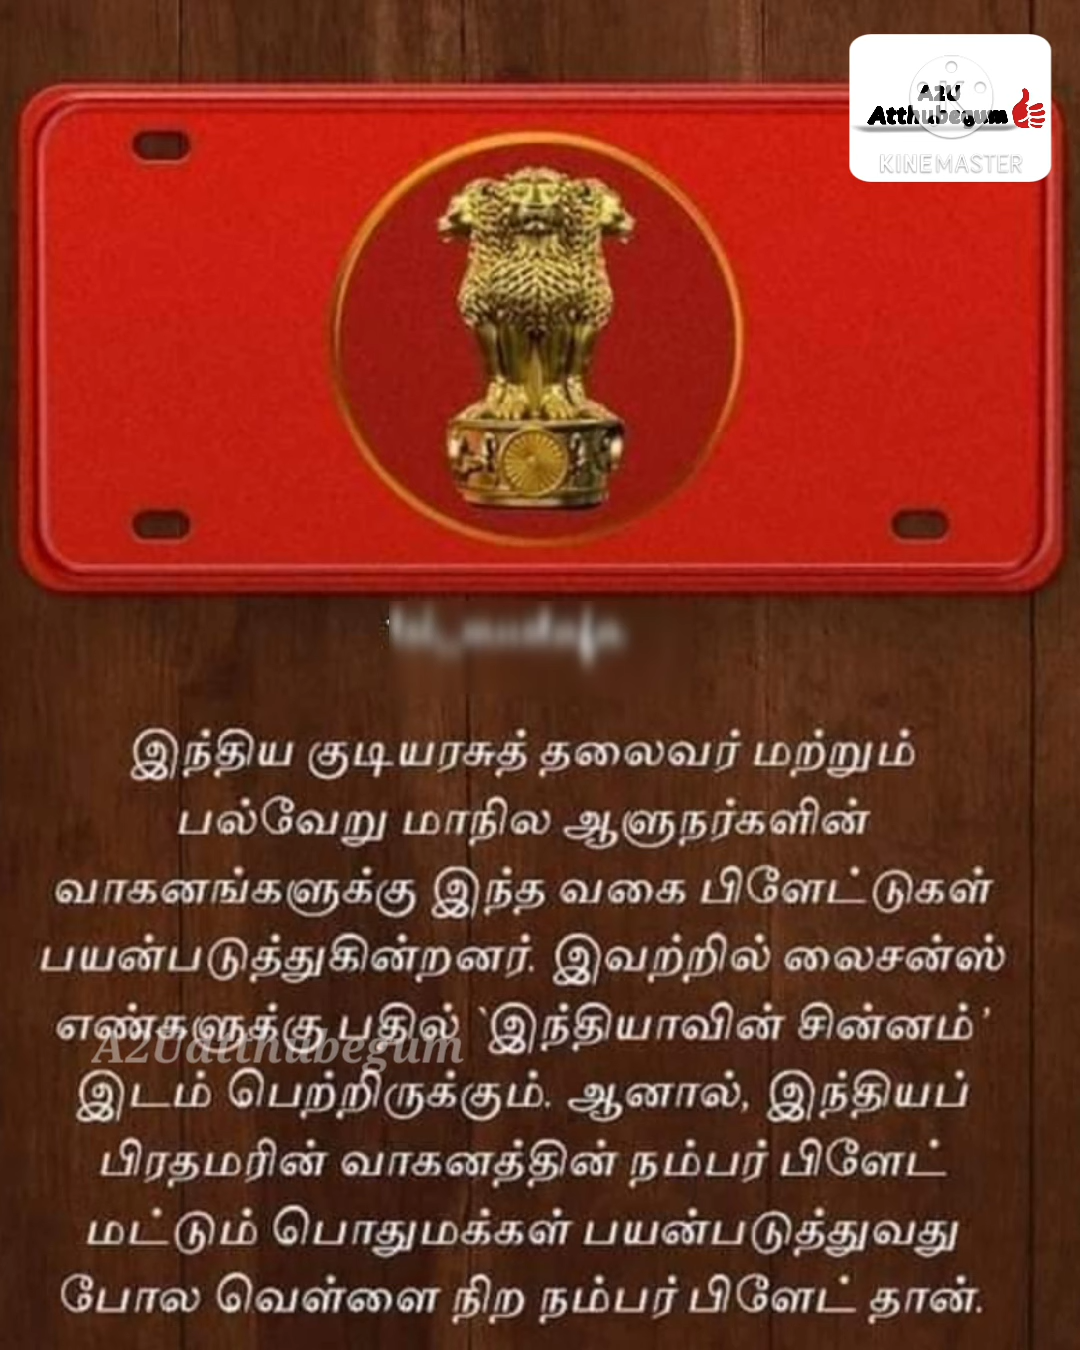 A2U
Atthubegum
KINEMASTER
இந்திய குடியரசுத் தலைவர் மற்றும்
பல்வேறு மாநில ஆளுநர்களின்
வாகனங்களுக்கு இந்த வகை பிளேட்டுகள்
பயன்படுத்துகின்றனர். இவற்றில் லைசன்ஸ்
எண்களுக்கு பதில் `இந்தியாவின் சின்னம்’
A2Uatthubegum
இடம் பெற்றிருக்கும். ஆனால், இந்தியப்
பிரதமரின் வாகனத்தின் நம்பர் பிளேட்
மட்டும் பொதுமக்கள் பயன்படுத்துவது
போல வெள்ளை நிற நம்பர் பிளேட் தான்.